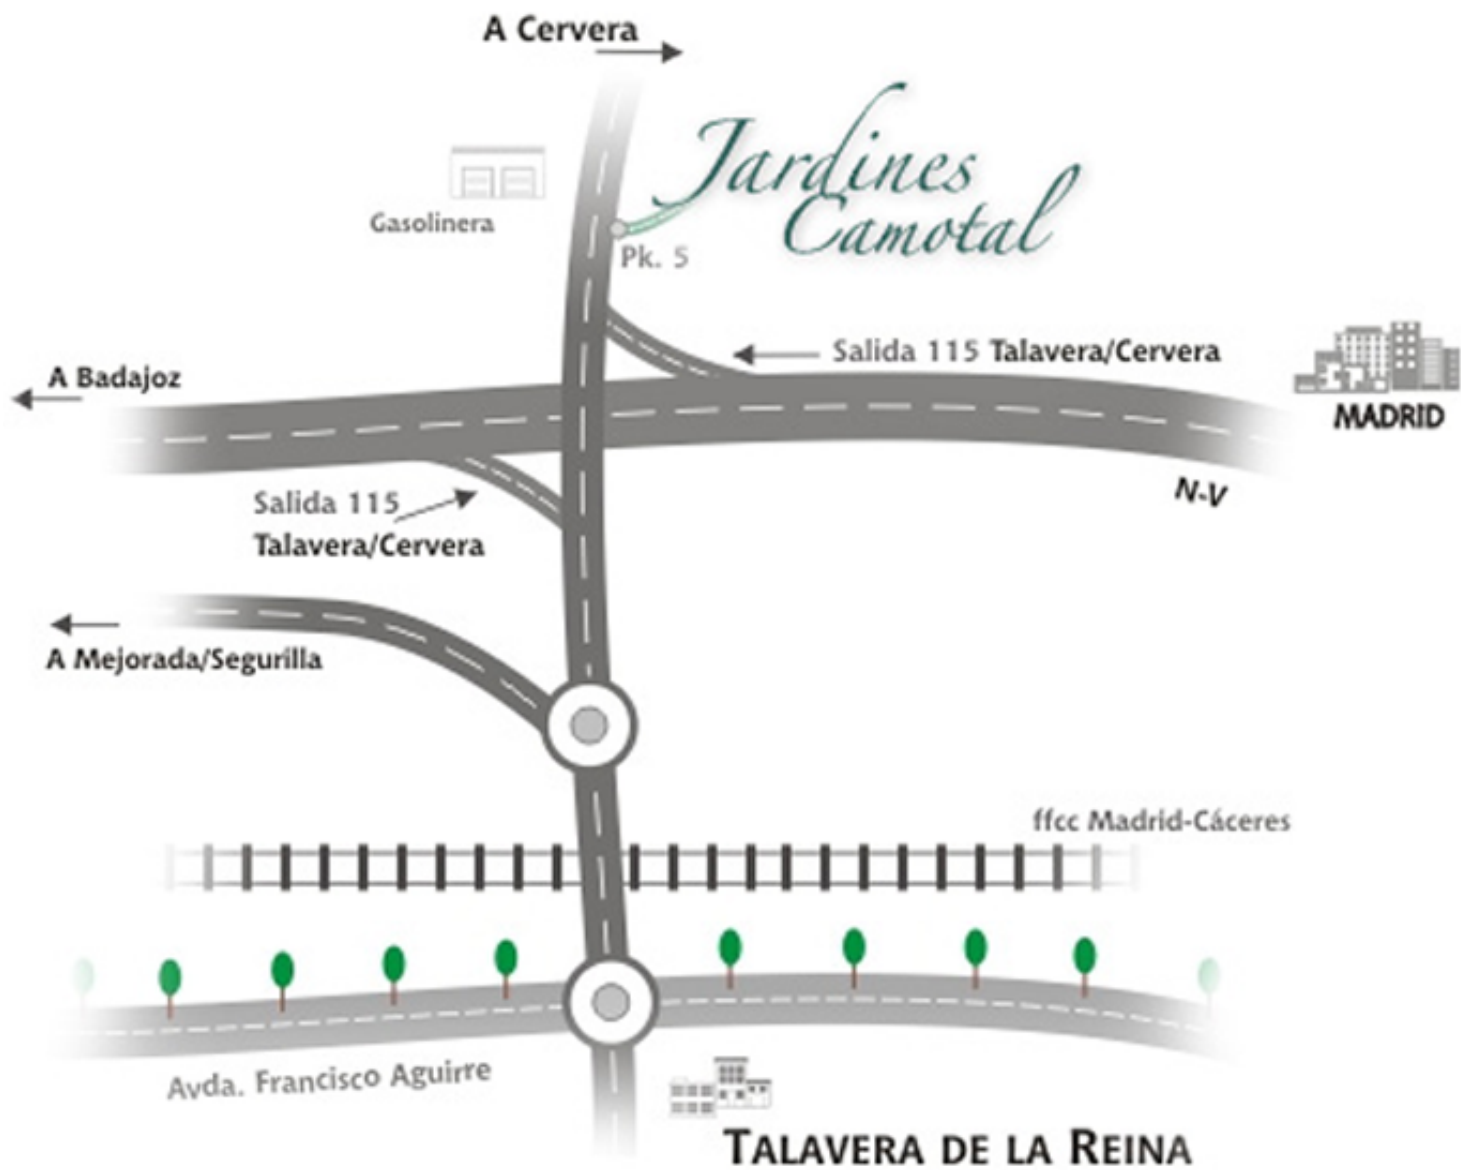 A Cervera
Jardines
Camotal
Gasolinera
Pk. 5
Salida 115 Talavera/Cervera
A Badajoz
MADRID
N-V
Salida 115
Talavera/Cervera
A Mejorada/Segurilla
ffcc Madrid-Cáceres
Avda. Francisco Aguirre
TALAVERA DE LA REINA